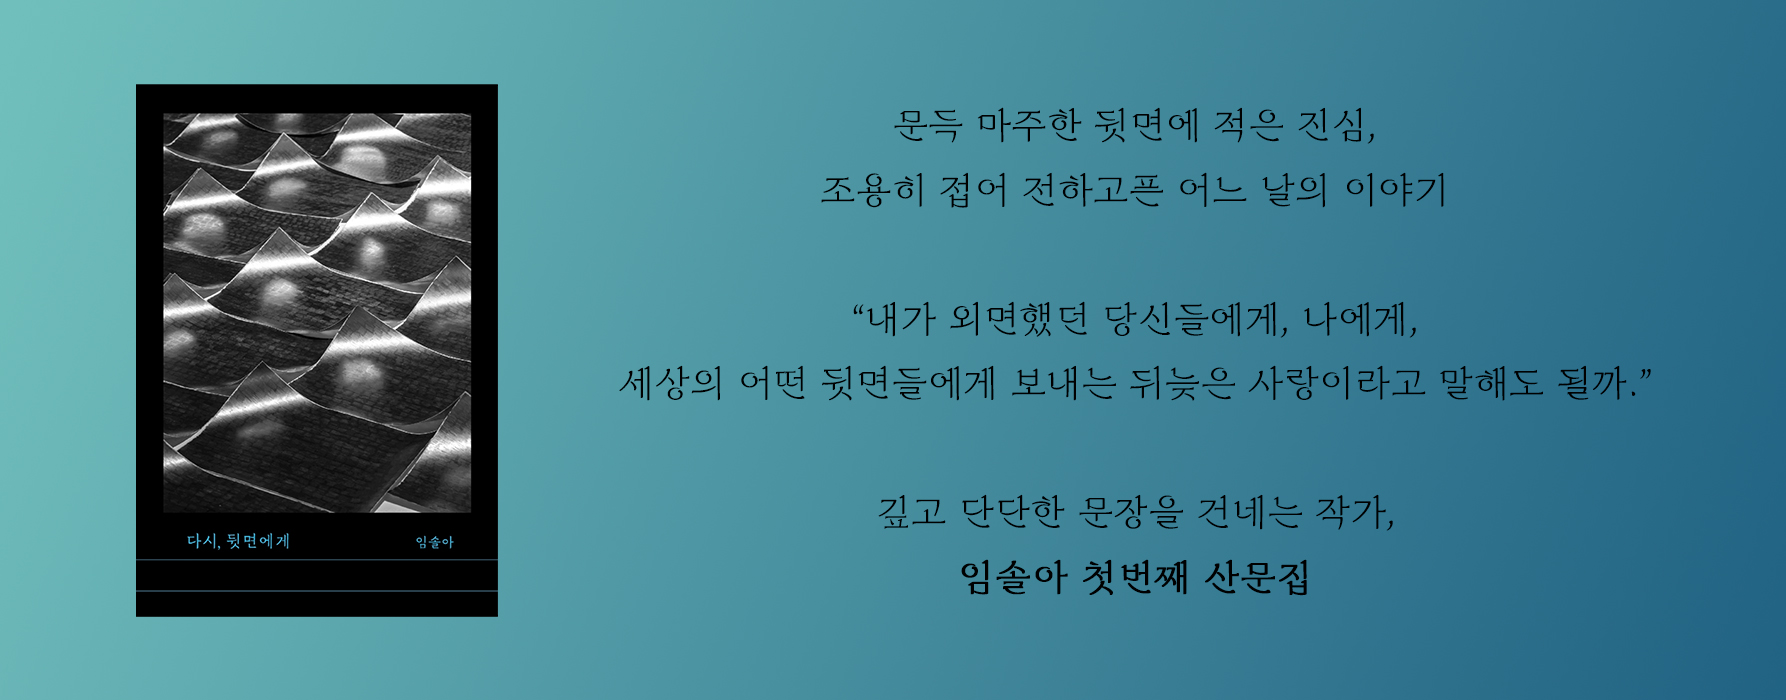 다시, 뒷면에게
임솔아
문득 마주한 뒷면에 적은 진심,
조용히 접어 전하고픈 어느 날의 이야기
“내가 외면했던 당신들에게, 나에게,
세상의 어떤 뒷면들에게 보내는 뒤늦은 사랑이라고 말해도 될까.”
깊고 단단한 문장을 건네는 작가,
임솔아 첫번째 산문집